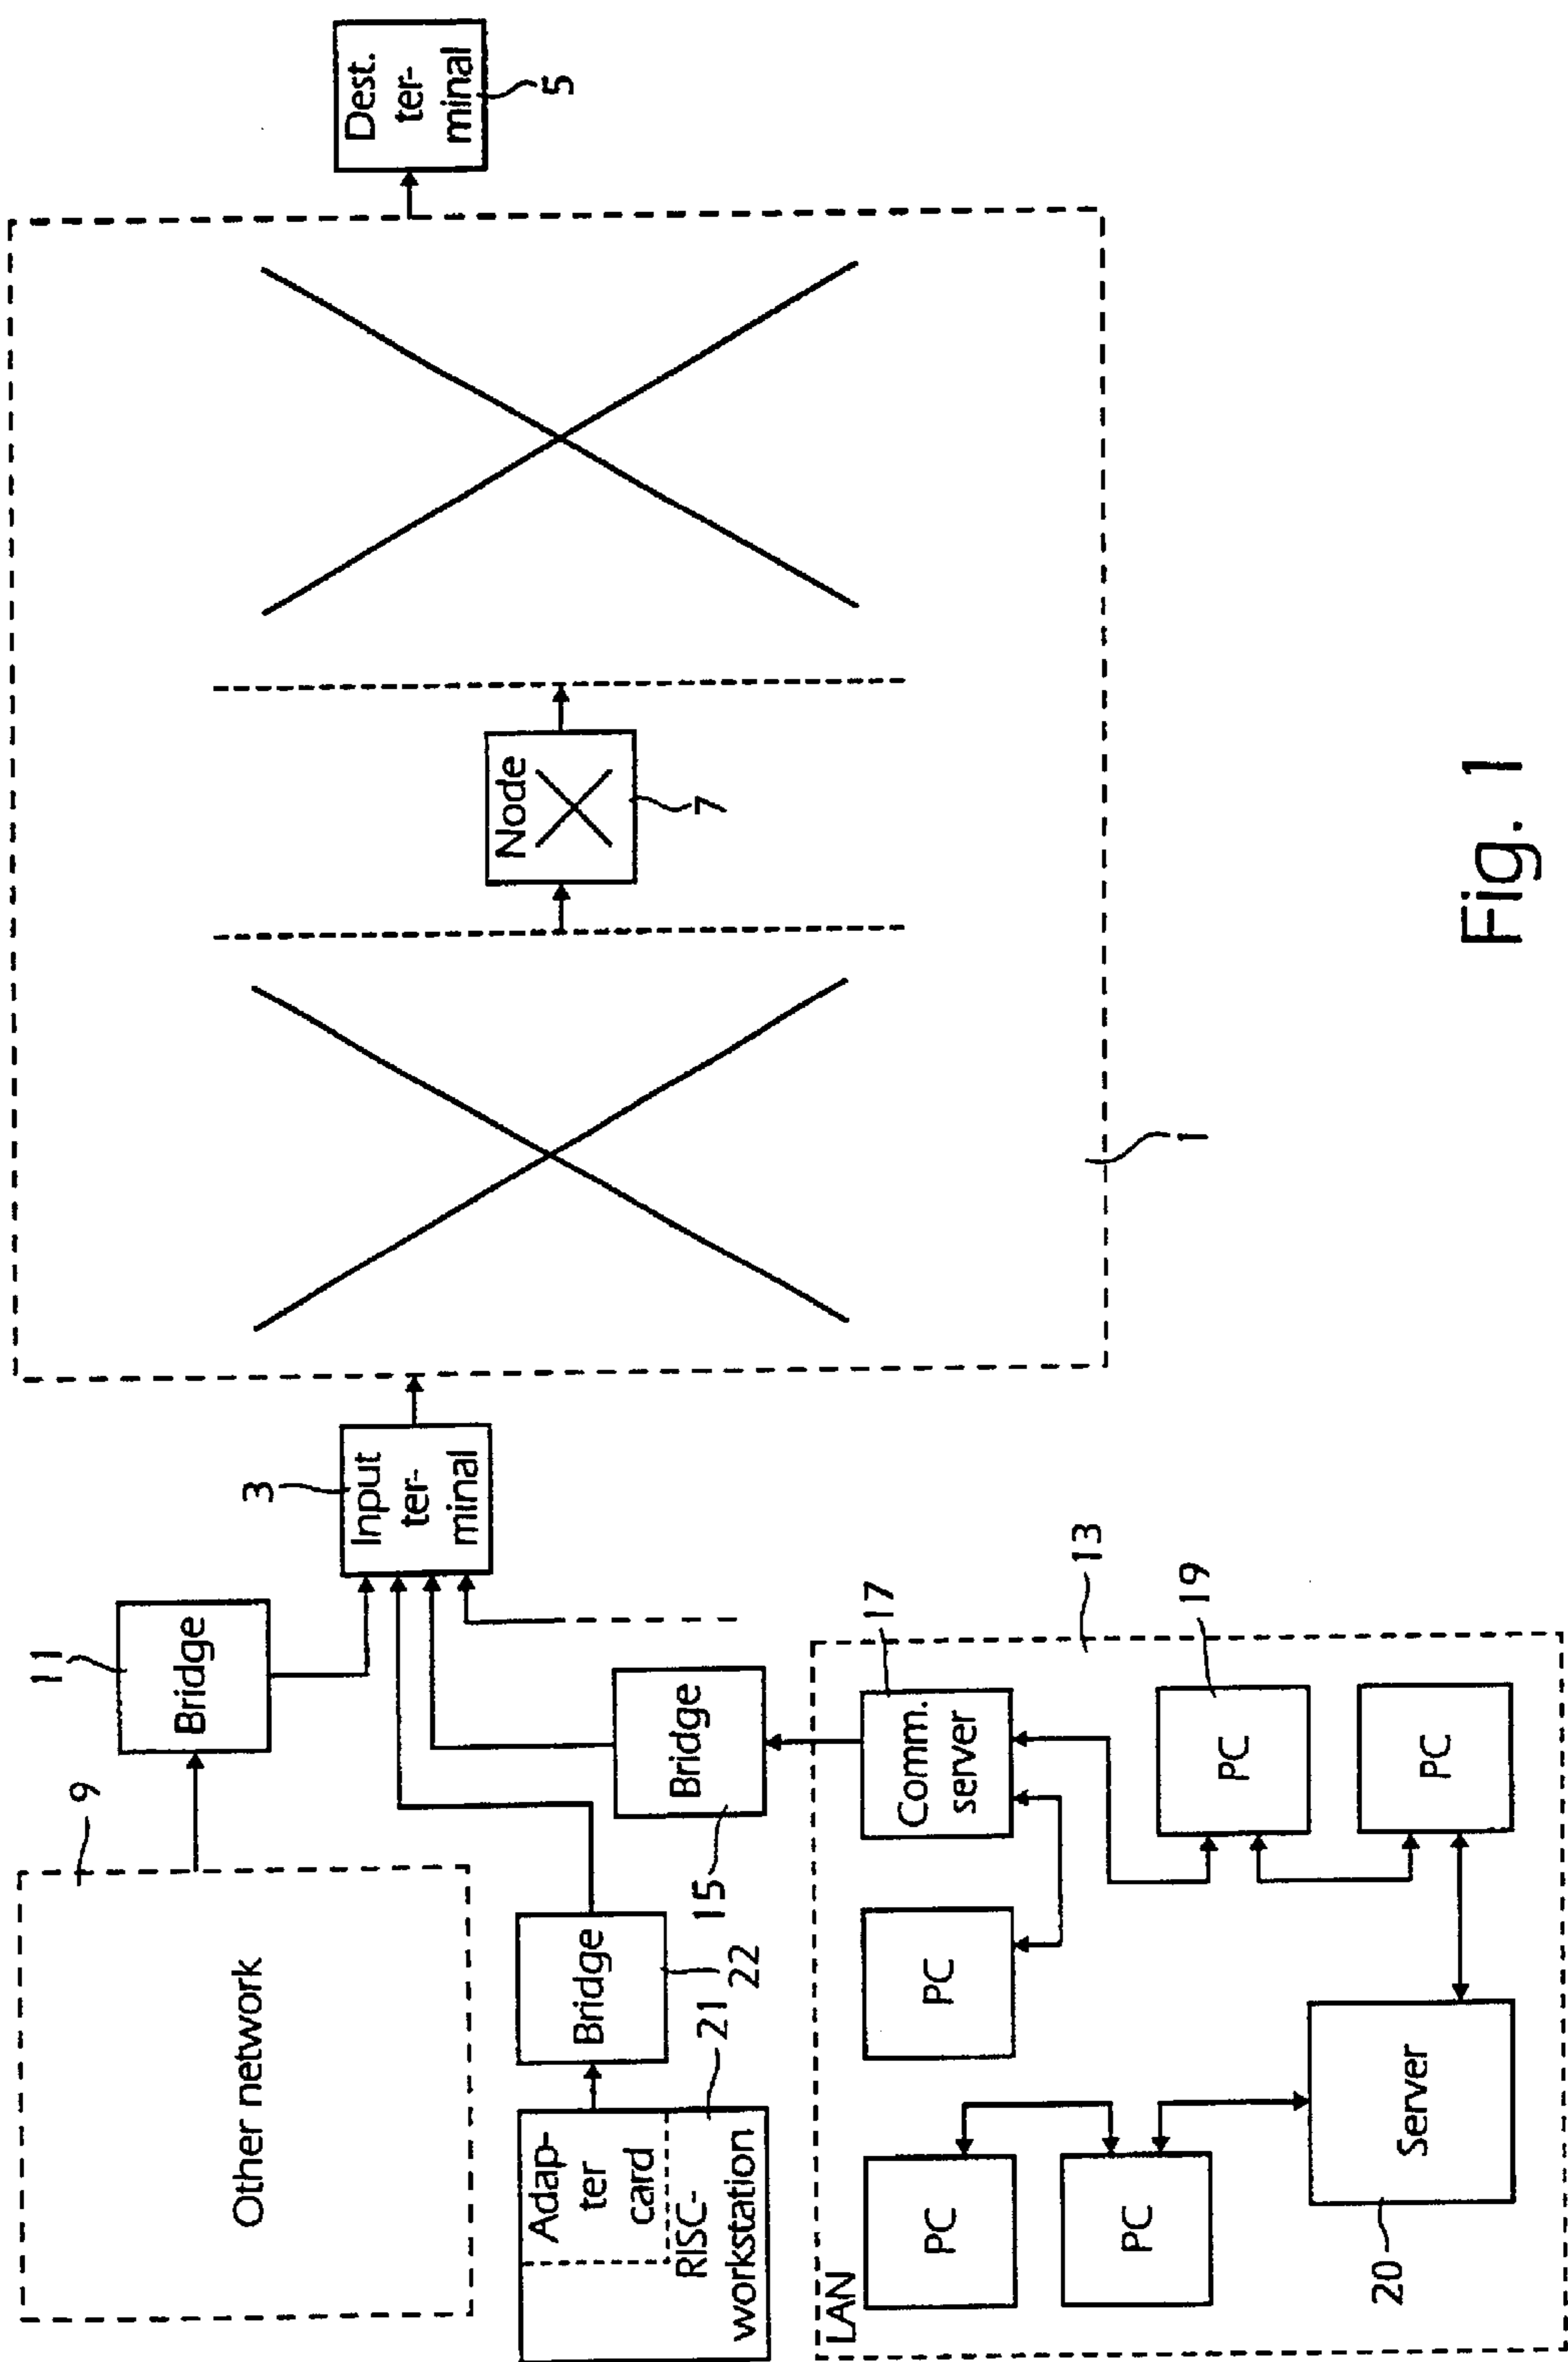 Other network
9
11
Bridge
Adap-
ter
card
RISC-
workstation
21
Bridge
22
Bridge
15
3
Input
ter-
minal
LAN
13
Comm.
server
17
PC
PC
PC
19
PC
PC
Server
20
1
Node
7
Dest.
ter-
minal
5
Fig. 1